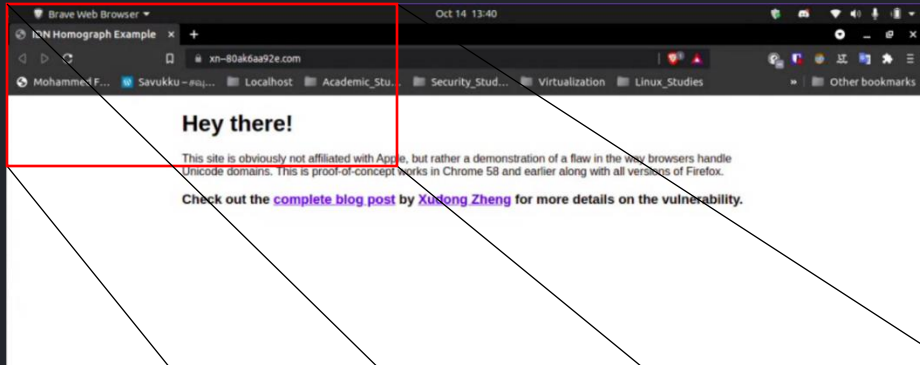 Brave Web Browser
Oct 14 13:40
IDN Homograph Example
xn--80ak6aa92e.com
Mohammed F... Savukku – சவு... Localhost Academic_Stu... Security_Stud... Virtualization Linux_Studies » Other bookmarks
Hey there!
This site is obviously not affiliated with Apple, but rather a demonstration of a flaw in the way browsers handle
Unicode domains. This is proof-of-concept works in Chrome 58 and earlier along with all versions of Firefox.
Check out the complete blog post by Xudong Zheng for more details on the vulnerability.